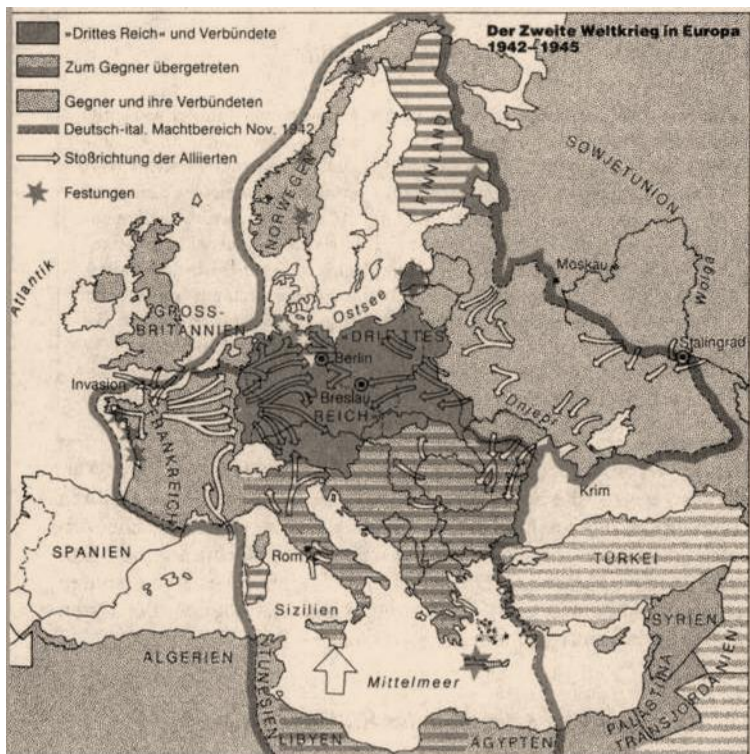 »Drittes Reich« und Verbündete
Zum Gegner übergetreten
Gegner und ihre Verbündeten
Deutsch-ital. Machtbereich Nov. 1942
Stoßrichtung der Alliierten
Festungen
Der Zweite Weltkrieg in Europa
1942–1945
SOWJETUNION
FINNLAND
NORWEGEN
Atlantik
GROSS-
BRITANNIEN
Ostsee
Moskau
Wolga
Stalingrad
»DRITTES
Berlin
Breslau
REICH«
Invasion
FRANKREICH
Dnjepr
Krim
SPANIEN
Rom
TÜRKEI
Sizilien
SYRIEN
ALGERIEN
TUNESIEN
Mittelmeer
PALÄSTINA
TRANSJORDANIEN
LIBYEN
ÄGYPTEN